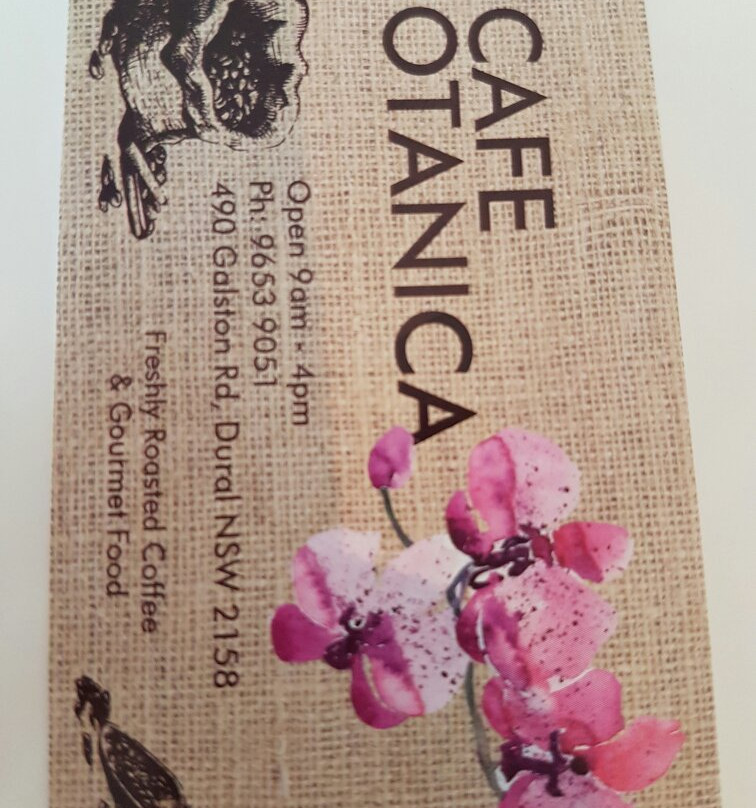 CAFE
OTANICA
Open 9am - 4pm
Ph: 9653 9051
490 Galston Rd, Dural NSW 2158
Freshly Roasted Coffee
& Gourmet Food